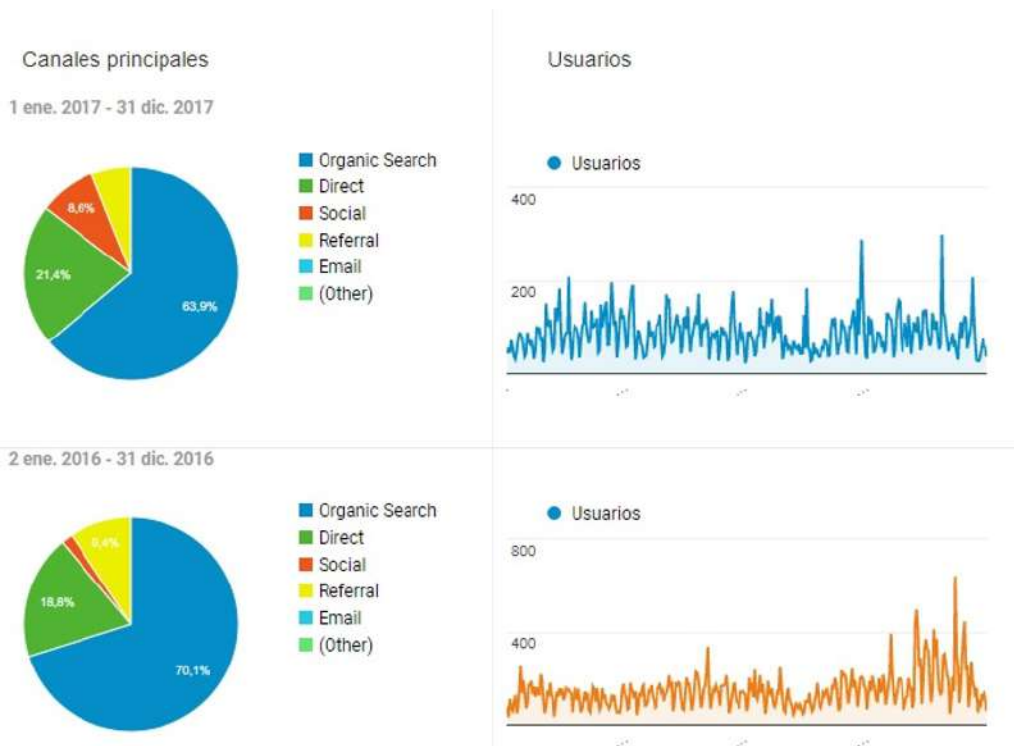 Canales principales
1 ene. 2017 - 31 dic. 2017
Organic Search
Direct
Social
Referral
Email
(Other)
8,6%
21,4%
63,9%
Usuarios
Usuarios
400
200
2 ene. 2016 - 31 dic. 2016
Organic Search
Direct
Social
Referral
Email
(Other)
9,4%
18,8%
70,1%
Usuarios
800
400